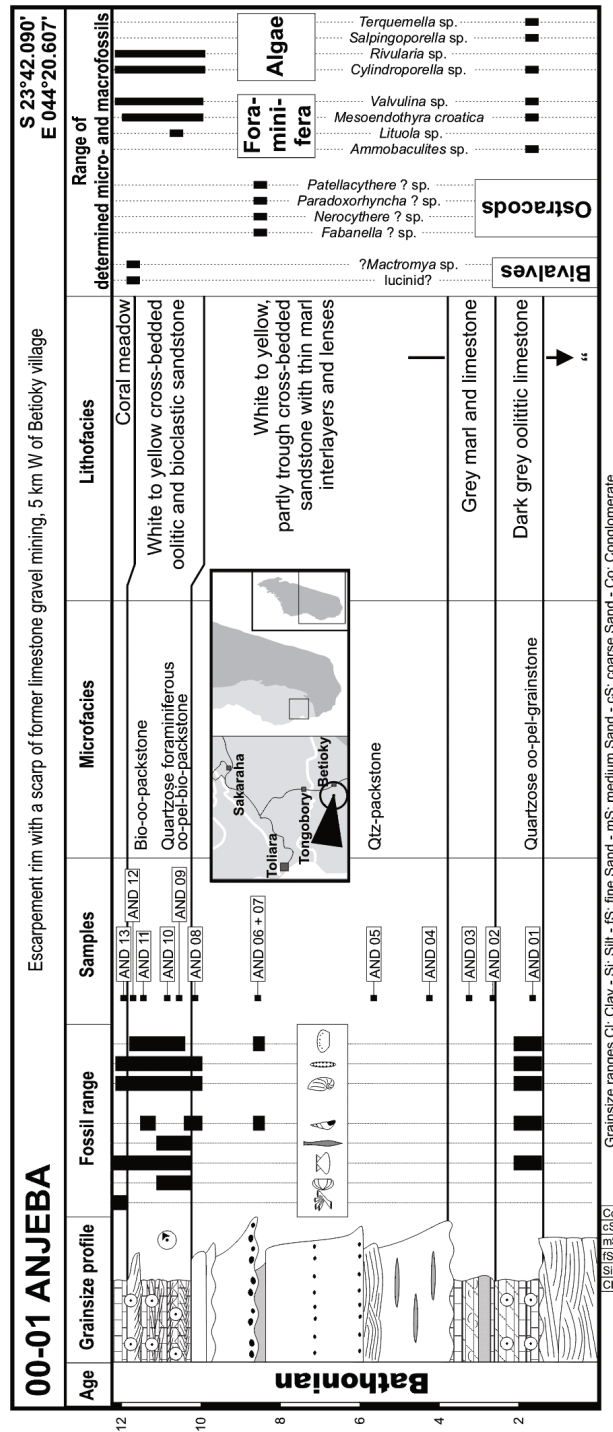 00-01 ANJEBA
Escarpement rim with a scarp of former limestone gravel mining, 5 km W of Betioky village
S 23°42.090'
E 044°20.607'
Age
Grainsize profile
Fossil range
Samples
Microfacies
Lithofacies
Range of
determined micro- and macrofossils
12
10
8
6
4
2
Bathonian
AND 13
AND 12
AND 11
AND 10
AND 09
AND 08
AND 06 + 07
AND 05
AND 04
AND 03
AND 02
AND 01
Bio-oo-packstone
Quartzose foraminiferous
oo-pel-bio-packstone
Qtz-packstone
Quartzose oo-pel-grainstone
Sakaraha
Toliara
Tongobory
Betioky
Coral meadow
White to yellow cross-bedded
oolitic and bioclastic sandstone
White to yellow,
partly trough cross-bedded
sandstone with thin marl
interlayers and lenses
Grey marl and limestone
Dark grey oolititic limestone
“
Bivalves
lucinid?
?Mactromya sp.
Ostracods
Fabanella ? sp.
Nerocythere ? sp.
Paradoxorhyncha ? sp.
Patellacythere ? sp.
Fora-
mini-
fera
Ammobaculites sp.
Lituola sp.
Mesoendothyra croatica
Valvulina sp.
Algae
Cylindroporella sp.
Rivularia sp.
Salpingoporella sp.
Terquemella sp.
Grainsize ranges Cl: Clay - Si: Silt - fS: fine Sand - mS: medium Sand - cS: coarse Sand - Co: Conglomerate